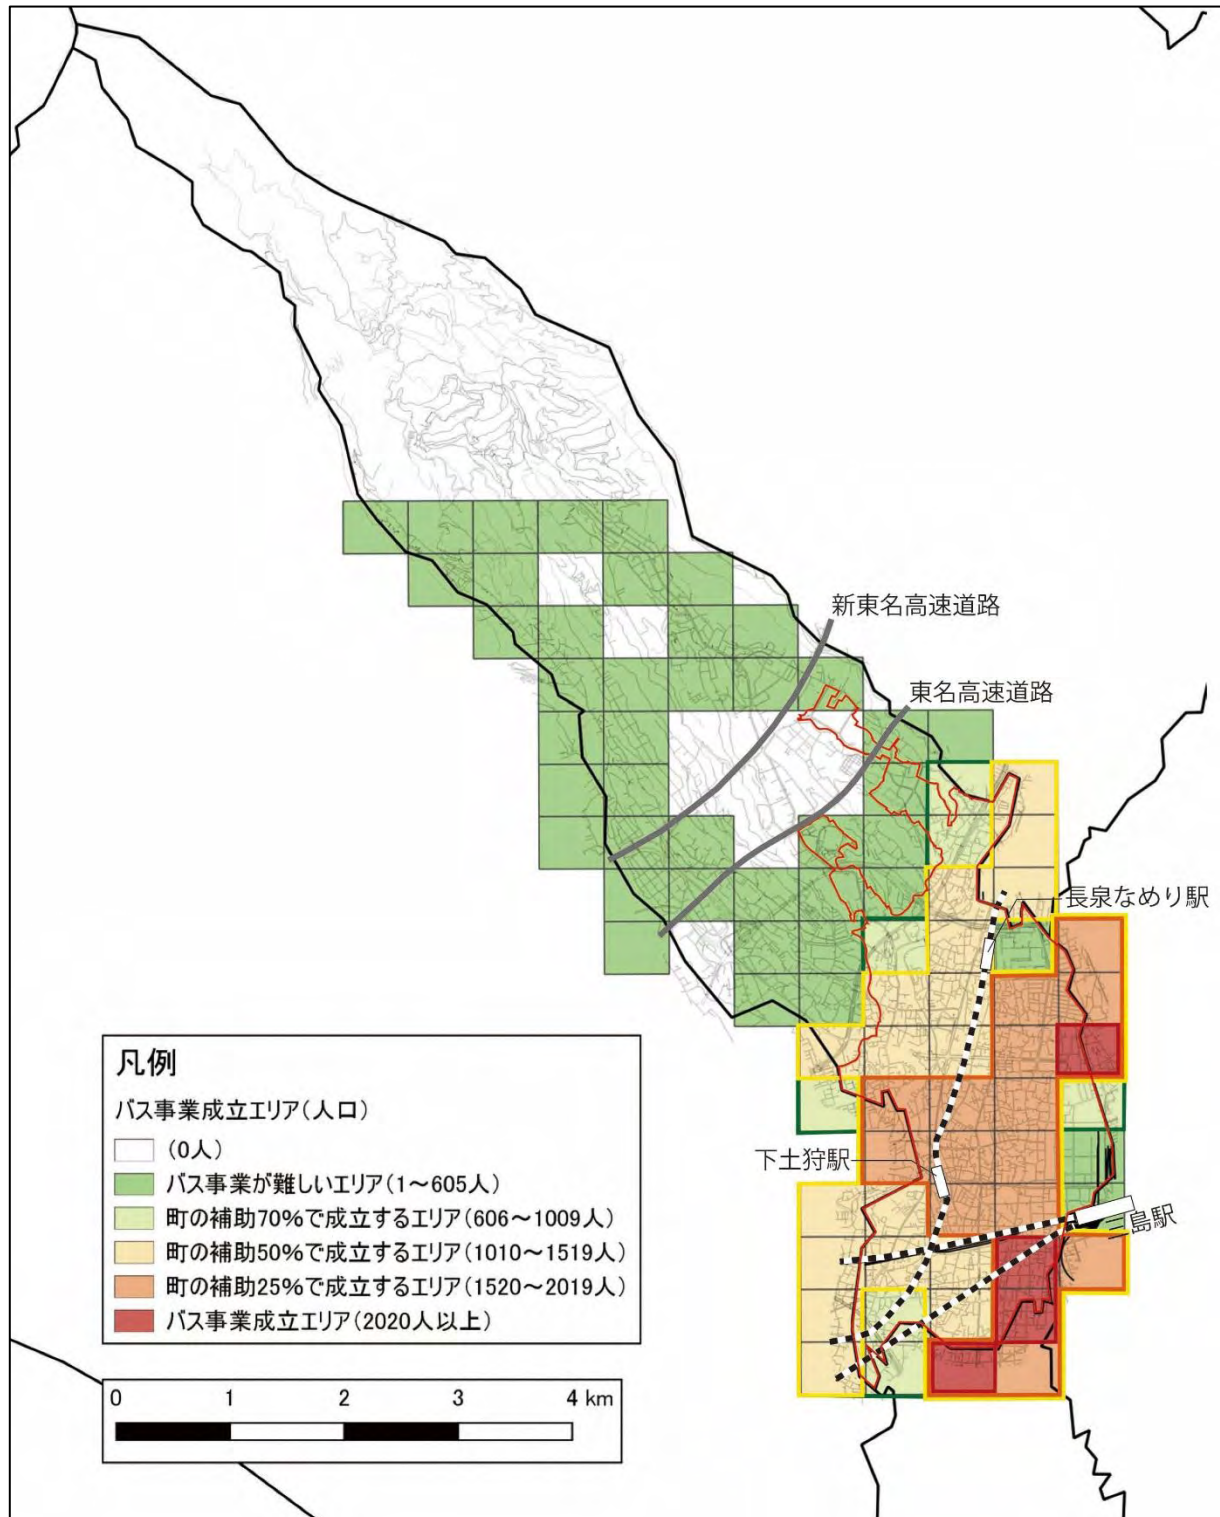 新東名高速道路
東名高速道路
長泉なめり駅
下土狩駅
島駅
凡例
バス事業成立エリア(人口)
(0人)
バス事業が難しいエリア(1～605人)
町の補助70%で成立するエリア(606～1009人)
町の補助50%で成立するエリア(1010～1519人)
町の補助25%で成立するエリア(1520～2019人)
バス事業成立エリア(2020人以上)
0 1 2 3 4 km